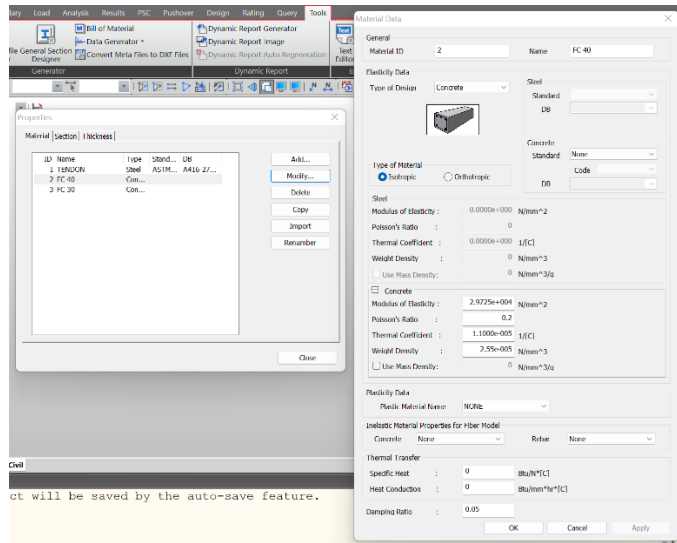 dary Load Analysis Results PSC Pushover Design Rating Query Tools
Bill of Material
Data Generator
Convert Meta Files to DXF Files
General Section Designer
Dynamic Report Generator
Dynamic Report Image
Dynamic Report Auto Regeneration
Text
Text Editor
Generator
Dynamic Report
Properties
Material Section Thickness
ID Name Type Stand... DB
1 TENDON Steel ASTM... A416-27...
2 FC 40 Con...
3 FC 30 Con...
Add...
Modify...
Delete
Copy
Import
Renumber
Close
Civil
ct will be saved by the auto-save feature.
Material Data
General
Material ID 2 Name FC 40
Elasticity Data
Type of Design Concrete
Steel
Standard
DB
Concrete
Standard None
Code
DB
Type of Material
Isotropic Orthotropic
Steel
Modulus of Elasticity : 0.0000e+000 N/mm^2
Poisson's Ratio : 0
Thermal Coefficient : 0.0000e+000 1/[C]
Weight Density : 0 N/mm^3
Use Mass Density: 0 N/mm^3/g
Concrete
Modulus of Elasticity : 2.9725e+004 N/mm^2
Poisson's Ratio : 0.2
Thermal Coefficient : 1.1000e-005 1/[C]
Weight Density : 2.55e-005 N/mm^3
Use Mass Density: 0 N/mm^3/g
Plasticity Data
Plastic Material Name NONE
Inelastic Material Properties for Fiber Model
Concrete None Rebar None
Thermal Transfer
Specific Heat : 0 Btu/N*[C]
Heat Conduction : 0 Btu/mm*hr*[C]
Damping Ratio : 0.05
OK Cancel Apply